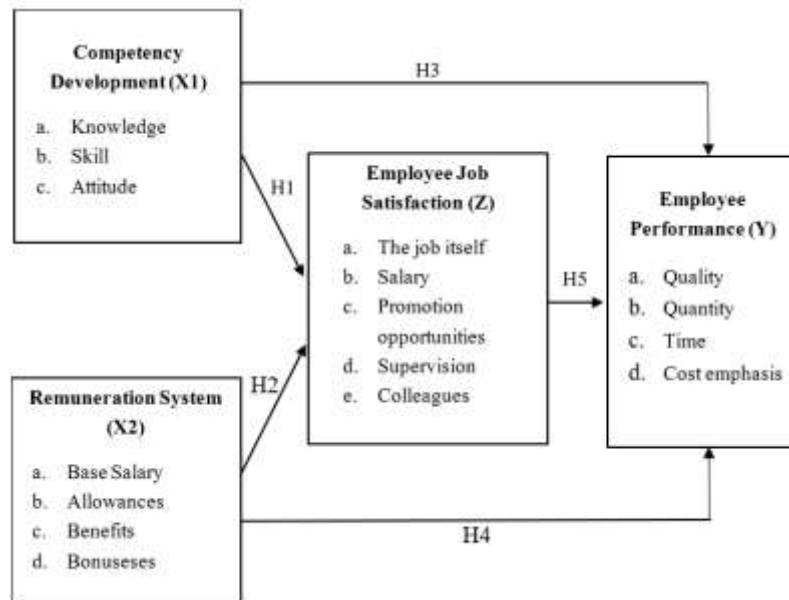 Competency
Development (X1)
a. Knowledge
b. Skill
c. Attitude
H3
H1
Employee Job
Satisfaction (Z)
a. The job itself
b. Salary
c. Promotion
opportunities
d. Supervision
e. Colleagues
H5
Employee
Performance (Y)
a. Quality
b. Quantity
c. Time
d. Cost emphasis
H2
Remuneration System
(X2)
a. Base Salary
b. Allowances
c. Benefits
d. Bonuseses
H4